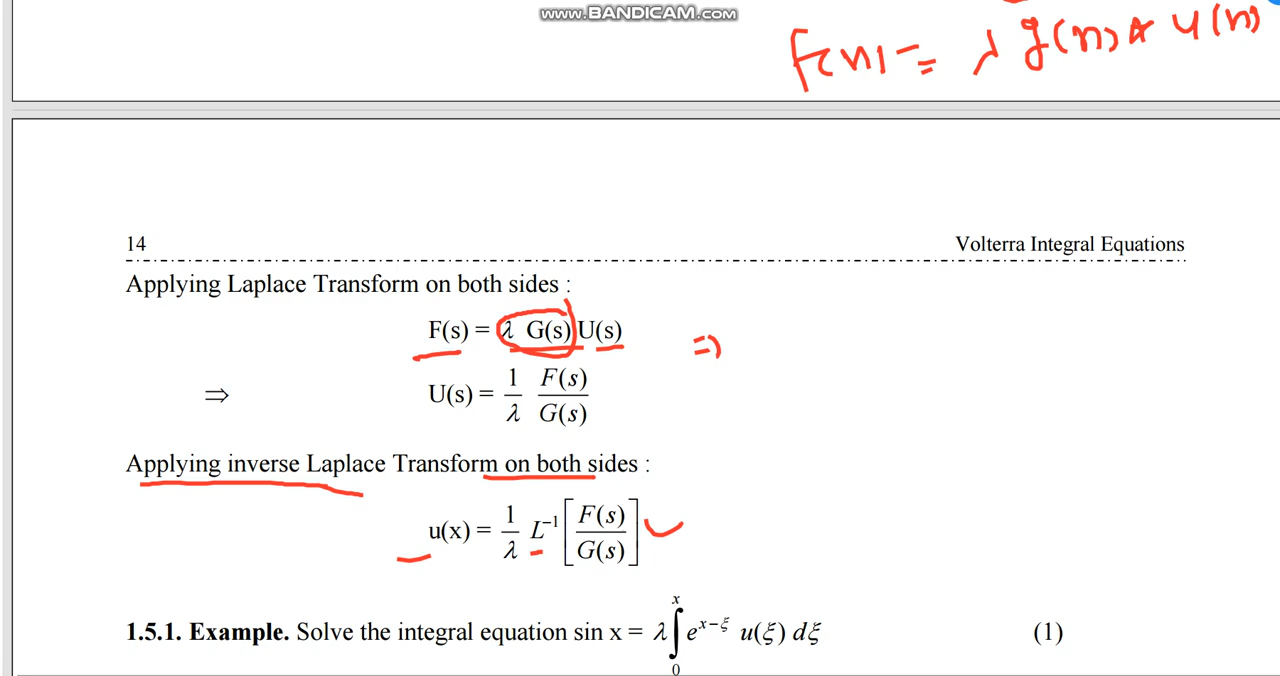 www.BANDICAM.com
F(x) = λ g(x) * u(x)
14 Volterra Integral Equations
Applying Laplace Transform on both sides :
F(s) = λ G(s) U(s) ⇒
⇒ U(s) = 1/λ F(s)/G(s)
Applying inverse Laplace Transform on both sides :
u(x) = 1/λ L⁻¹ [F(s)/G(s)]
1.5.1. Example. Solve the integral equation sin x = λ ∫₀ˣ e^{x−ξ} u(ξ) dξ (1)